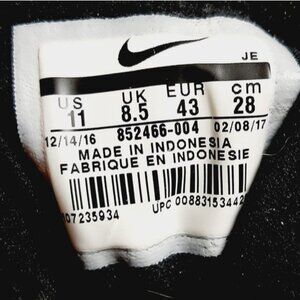 JE
US UK EUR cm
11 8.5 43 28
12/14/16 852466-004 02/08/17
MADE IN INDONESIA
FABRIQUE EN INDONESIE
07235934
UPC 00883153442